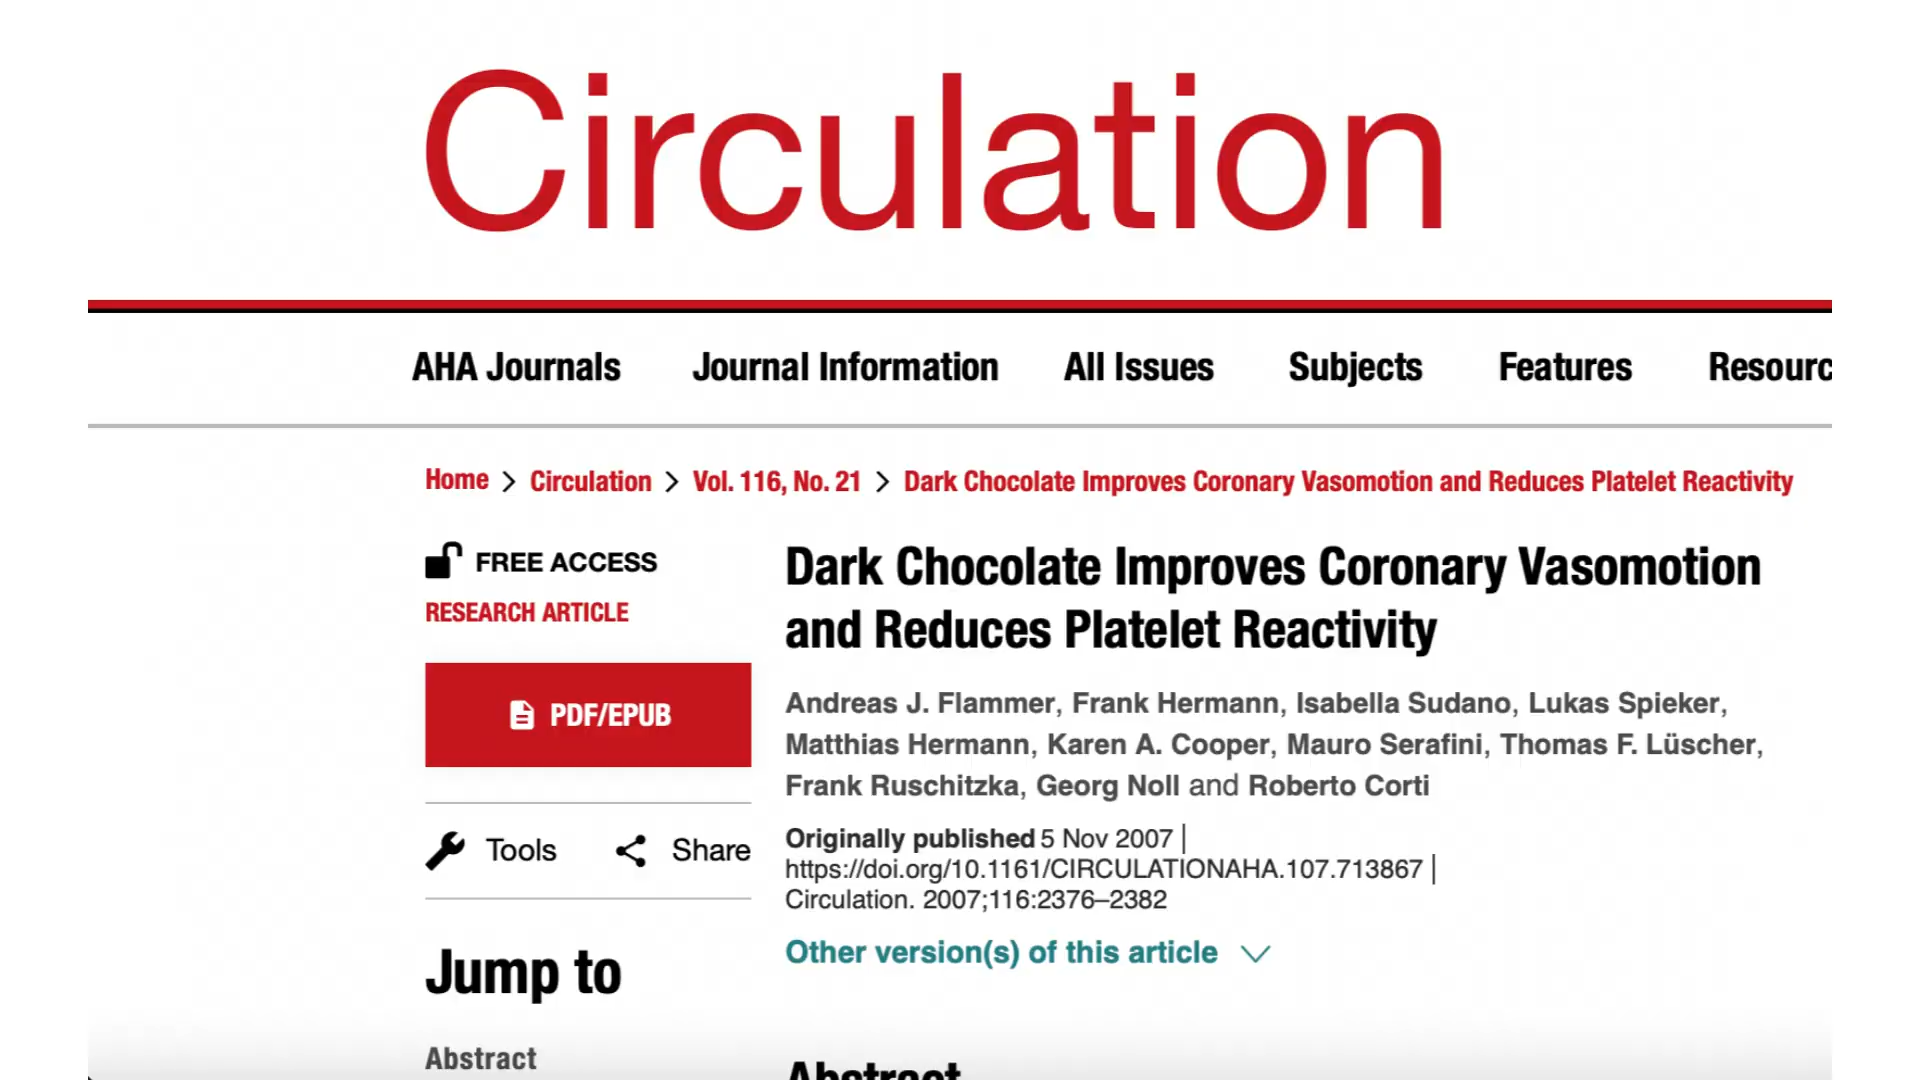 Circulation
AHA Journals Journal Information All Issues Subjects Features Resourc
Home > Circulation > Vol. 116, No. 21 > Dark Chocolate Improves Coronary Vasomotion and Reduces Platelet Reactivity
FREE ACCESS
RESEARCH ARTICLE
PDF/EPUB
Tools Share
Jump to
Abstract
Dark Chocolate Improves Coronary Vasomotion
and Reduces Platelet Reactivity
Andreas J. Flammer, Frank Hermann, Isabella Sudano, Lukas Spieker,
Matthias Hermann, Karen A. Cooper, Mauro Serafini, Thomas F. Lüscher,
Frank Ruschitzka, Georg Noll and Roberto Corti
Originally published 5 Nov 2007 |
https://doi.org/10.1161/CIRCULATIONAHA.107.713867 |
Circulation. 2007;116:2376–2382
Other version(s) of this article
Abstract